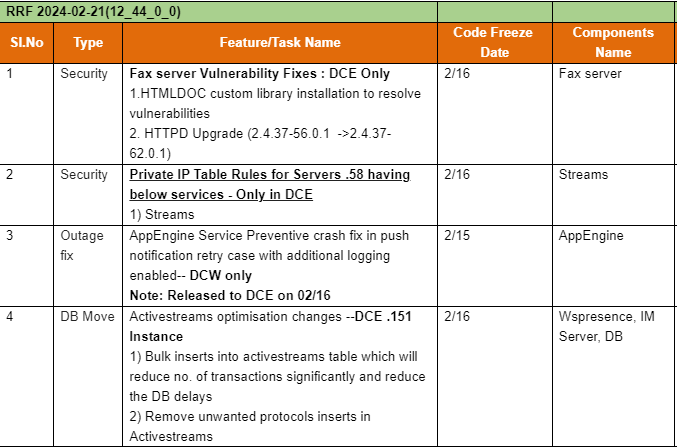 RRF 2024-02-21(12_44_0_0)
Sl.No Type Feature/Task Name Code Freeze Date Components Name
1 Security Fax server Vulnerability Fixes : DCE Only 2/16 Fax server
1.HTMLDOC custom library installation to resolve
vulnerabilities
2. HTTPD Upgrade (2.4.37-56.0.1 ->2.4.37-
62.0.1)
2 Security Private IP Table Rules for Servers .58 having 2/16 Streams
below services - Only in DCE
1) Streams
3 Outage AppEngine Service Preventive crash fix in push 2/15 AppEngine
fix notification retry case with additional logging
enabled-- DCW only
Note: Released to DCE on 02/16
4 DB Move Activestreams optimisation changes --DCE .151 2/16 Wspresence, IM
Instance Server, DB
1) Bulk inserts into activestreams table which will
reduce no. of transactions significantly and reduce
the DB delays
2) Remove unwanted protocols inserts in
Activestreams